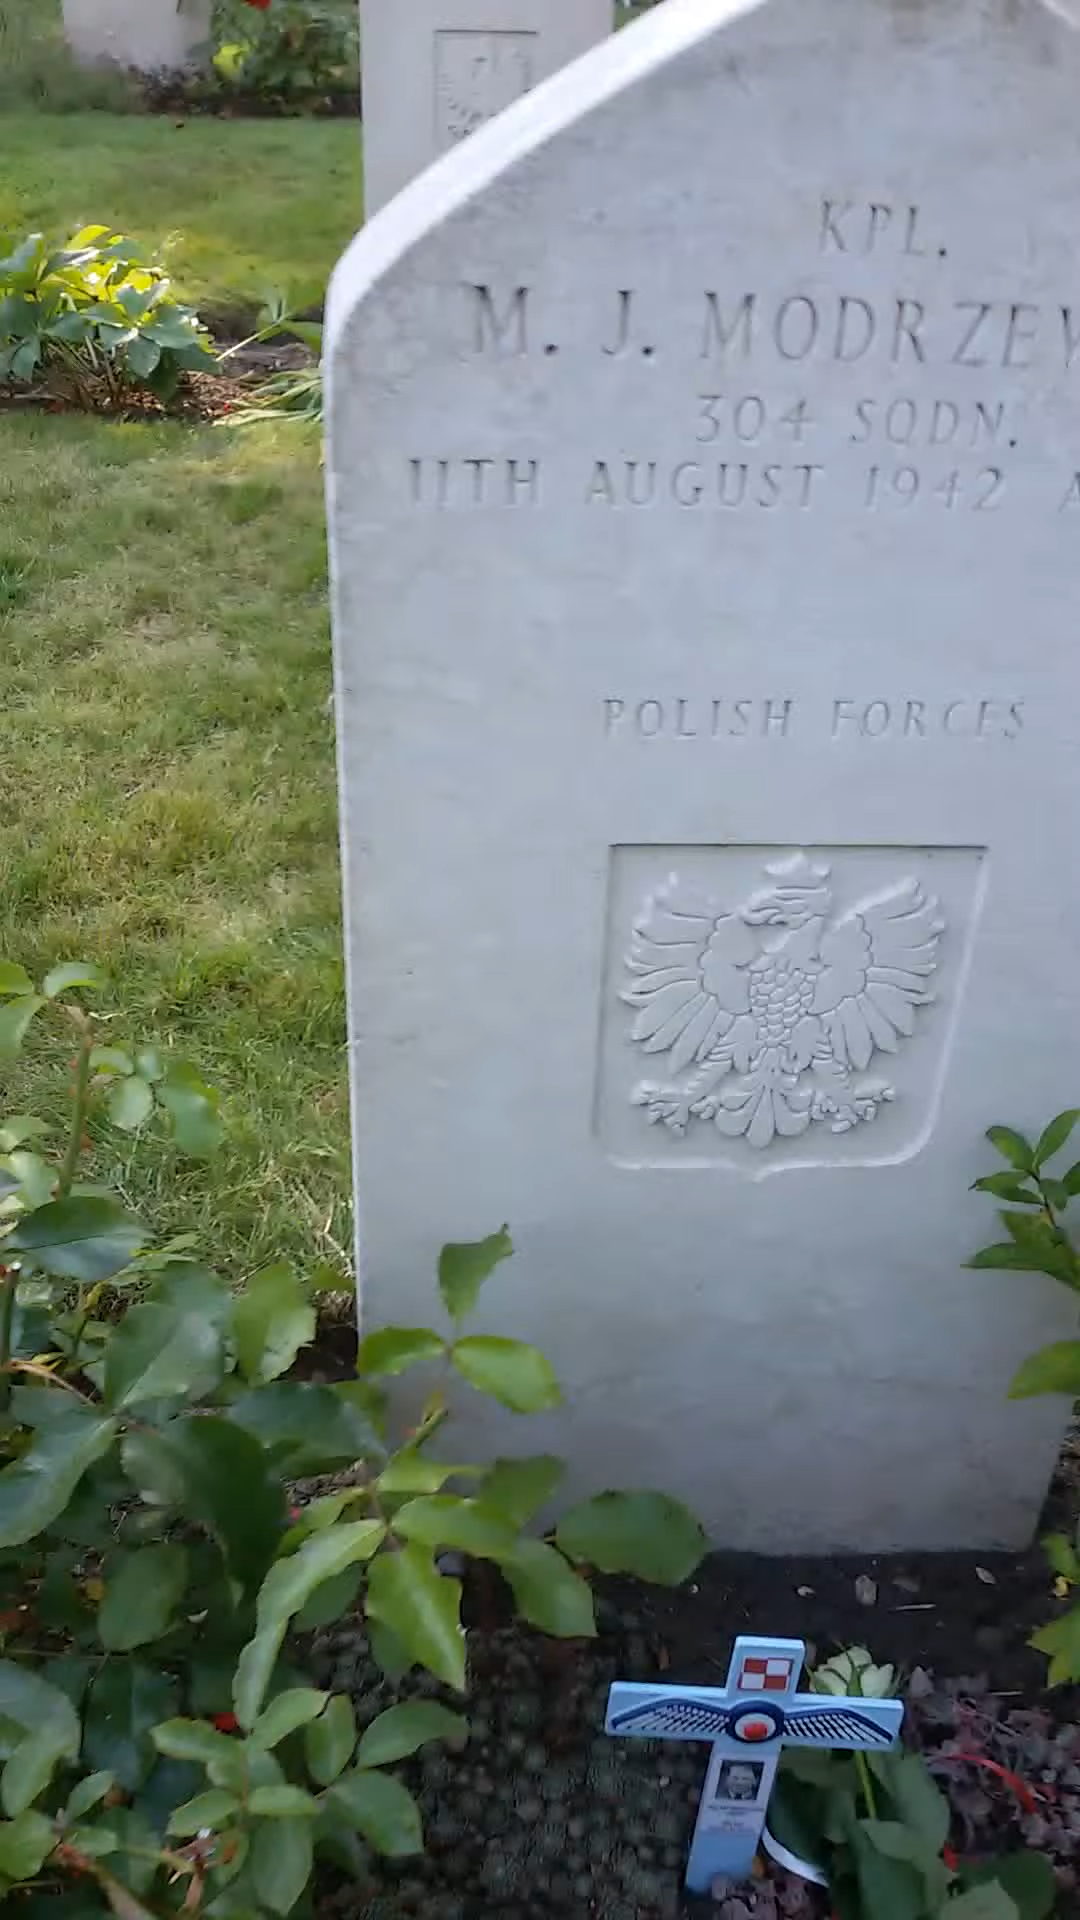 KPL.
M. J. MODRZEW
304 SQDN.
11TH AUGUST 1942 A
POLISH FORCES